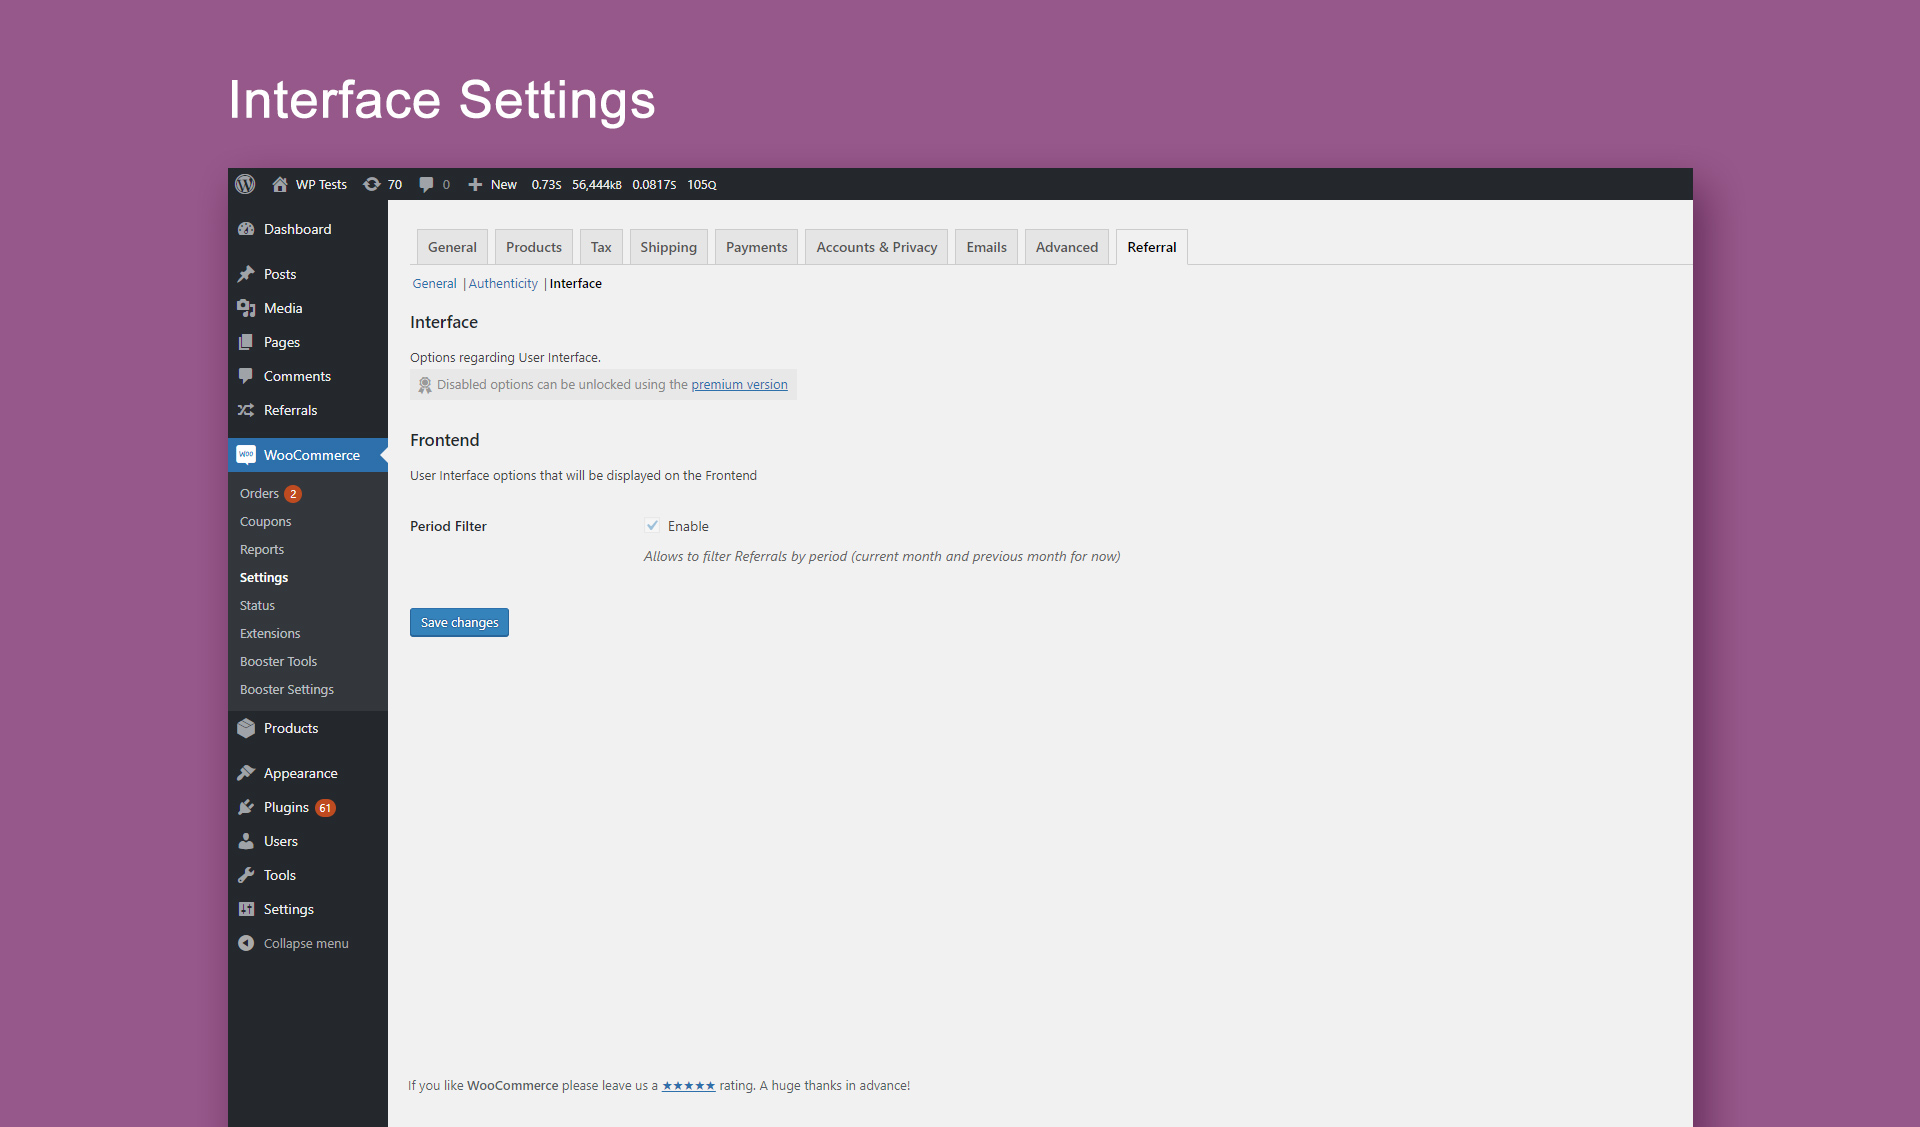 Interface Settings
WP Tests 70 0 New 0.73S 56,444KB 0.0817S 105Q
Dashboard
Posts
Media
Pages
Comments
Referrals
WooCommerce
Orders 2
Coupons
Reports
Settings
Status
Extensions
Booster Tools
Booster Settings
Products
Appearance
Plugins 61
Users
Tools
Settings
Collapse menu
General Products Tax Shipping Payments Accounts & Privacy Emails Advanced Referral
General | Authenticity | Interface
Interface
Options regarding User Interface.
Disabled options can be unlocked using the premium version
Frontend
User Interface options that will be displayed on the Frontend
Period Filter Enable
Allows to filter Referrals by period (current month and previous month for now)
Save changes
If you like WooCommerce please leave us a ★★★★★ rating. A huge thanks in advance!